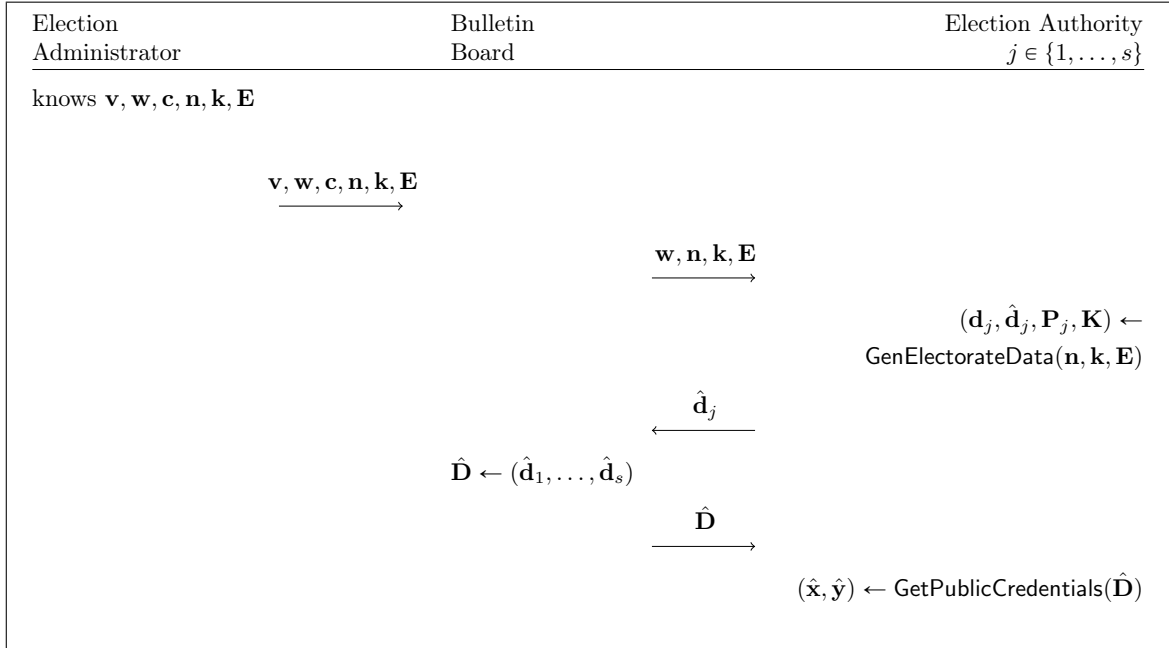 Election Administrator
Bulletin Board
Election Authority j ∈ {1, . . . , s}
knows v, w, c, n, k, E
v, w, c, n, k, E
w, n, k, E
(d_j, d̂_j, P_j, K) ←
GenElectorateData(n, k, E)
d̂_j
D̂ ← (d̂_1, . . . , d̂_s)
D̂
(x̂, ŷ) ← GetPublicCredentials(D̂)